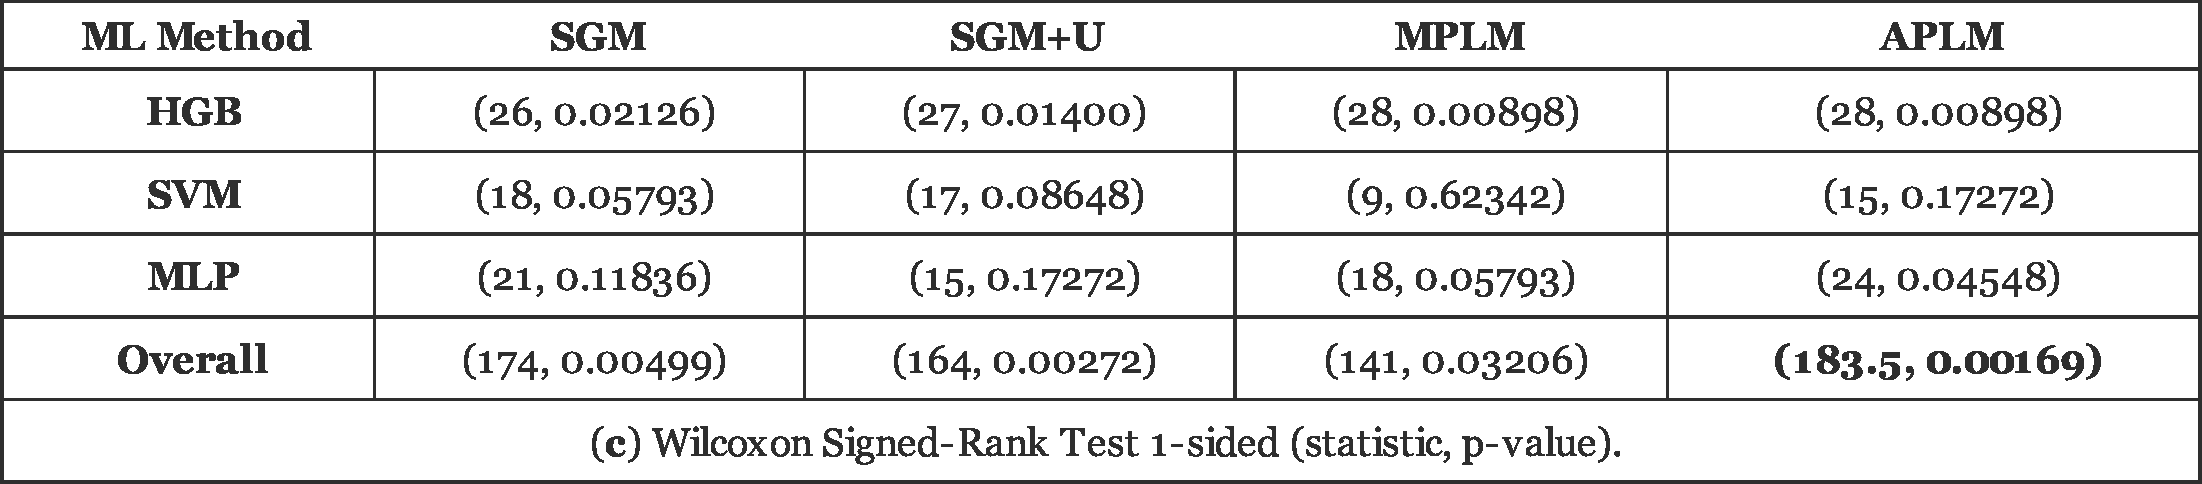 ML Method SGM SGM+U MPLM APLM
HGB (26, 0.02126) (27, 0.01400) (28, 0.00898) (28, 0.00898)
SVM (18, 0.05793) (17, 0.08648) (9, 0.62342) (15, 0.17272)
MLP (21, 0.11836) (15, 0.17272) (18, 0.05793) (24, 0.04548)
Overall (174, 0.00499) (164, 0.00272) (141, 0.03206) (183.5, 0.00169)
(c) Wilcoxon Signed-Rank Test 1-sided (statistic, p-value).